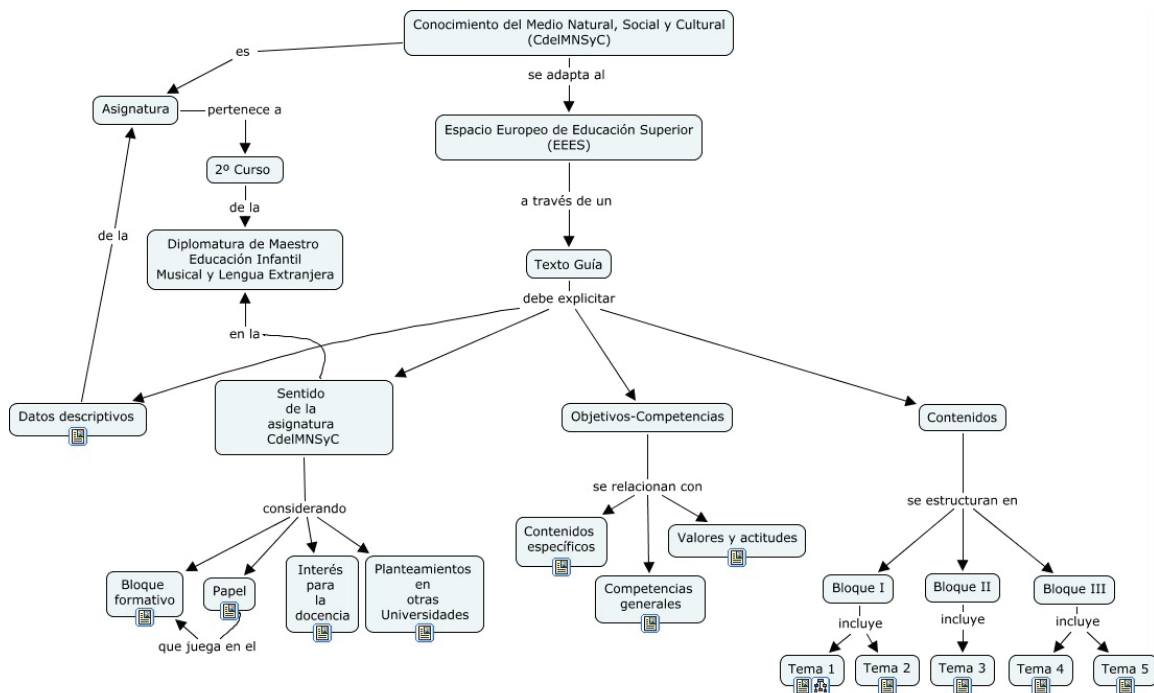 Conocimiento del Medio Natural, Social y Cultural
(CdelMNSyC)
es
se adapta al
Asignatura
pertenece a
Espacio Europeo de Educación Superior
(EEES)
2º Curso
de la
a través de un
de la
Diplomatura de Maestro
Educación Infantil
Musical y Lengua Extranjera
Texto Guía
debe explicitar
en la
Datos descriptivos
Sentido
de la
asignatura
CdelMNSyC
Objetivos-Competencias
Contenidos
considerando
se relacionan con
se estructuran en
Bloque
formativo
Papel
que juega en el
Interés
para
la
docencia
Planteamientos
en
otras
Universidades
Contenidos
específicos
Competencias
generales
Valores y actitudes
Bloque I
Bloque II
Bloque III
incluye
incluye
incluye
Tema 1
Tema 2
Tema 3
Tema 4
Tema 5